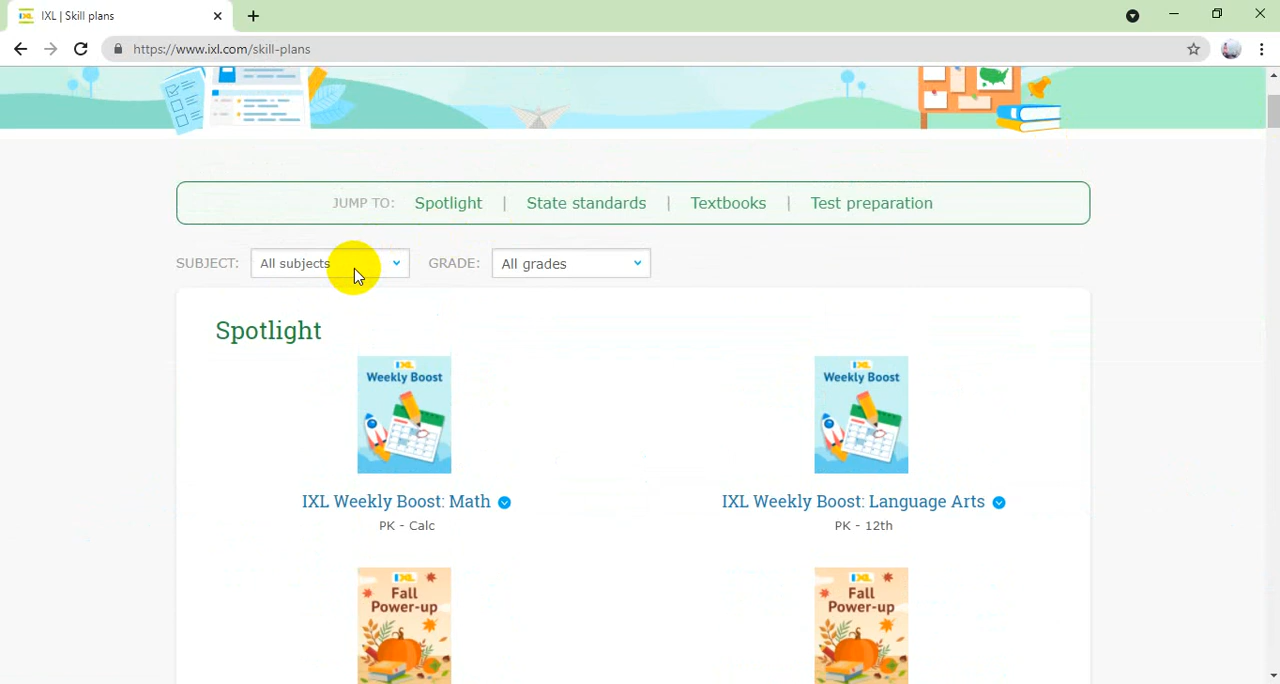 IXL | Skill plans
https://www.ixl.com/skill-plans
JUMP TO: Spotlight | State standards | Textbooks | Test preparation
SUBJECT: All subjects GRADE: All grades
Spotlight
IXL
Weekly Boost
IXL
Weekly Boost
IXL Weekly Boost: Math
IXL Weekly Boost: Language Arts
PK - Calc
PK - 12th
IXL
Fall
Power-up
IXL
Fall
Power-up